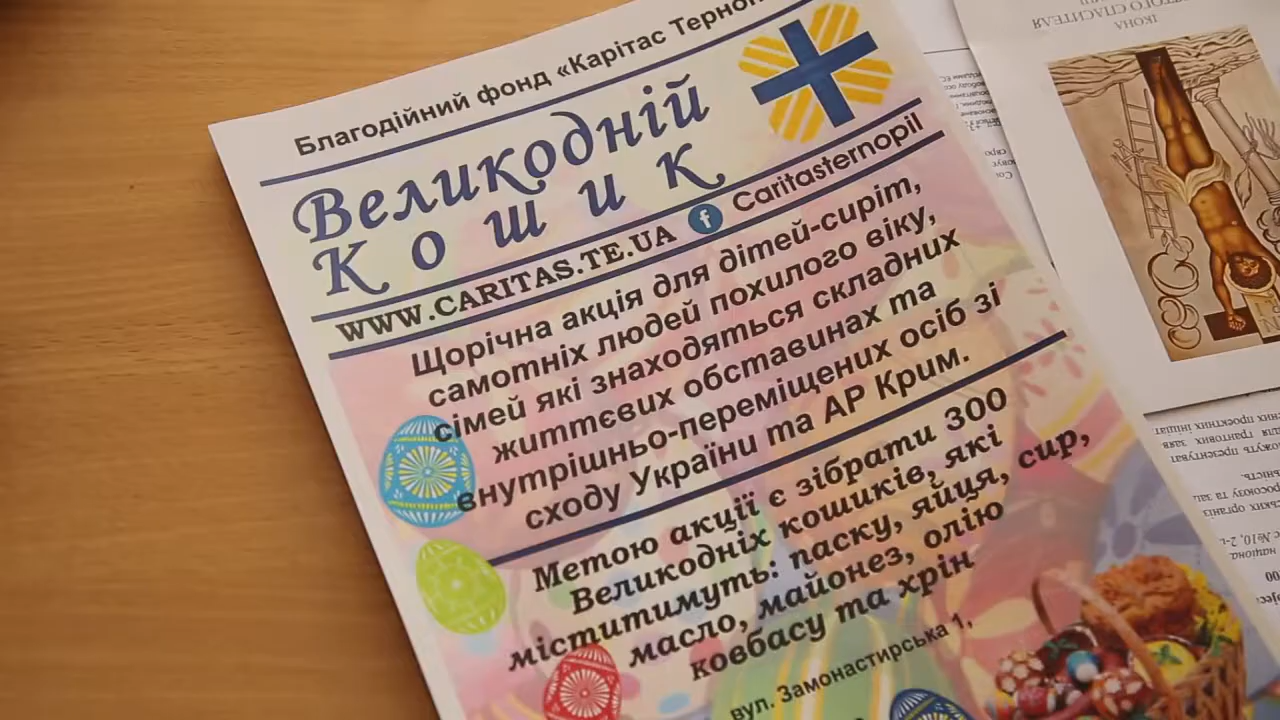 Благодійний фонд «Карітас
Великодній
Кошик
WWW.CARITAS.TE.UA f Caritasternopil
Щорічна акція для дітей-сиріт,
самотніх людей похилого віку,
сімей які знаходяться складних
життєвих обставинах та
внутрішньо-переміщених осіб зі
сходу України та АР Крим.
Метою акції є зібрати 300
Великодніх кошиків, які
міститимуть: паску, яйця, сир,
масло, майонез, олію
ковбасу та хрін
вул. Замонастирська 1,
ІКОНА
СПАСИТЕЛЯ